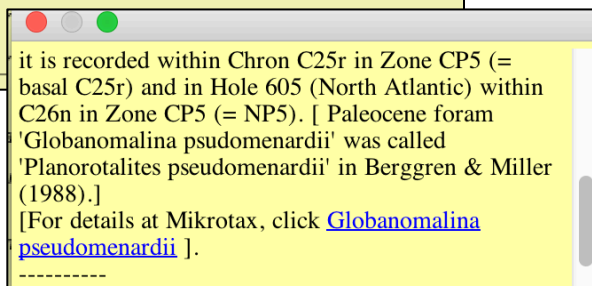 it is recorded within Chron C25r in Zone CP5 (=
basal C25r) and in Hole 605 (North Atlantic) within
C26n in Zone CP5 (= NP5). [ Paleocene foram
'Globanomalina psudomenardii' was called
'Planorotalites pseudomenardii' in Berggren & Miller
(1988).]
[For details at Mikrotax, click Globanomalina
pseudomenardii ].
----------